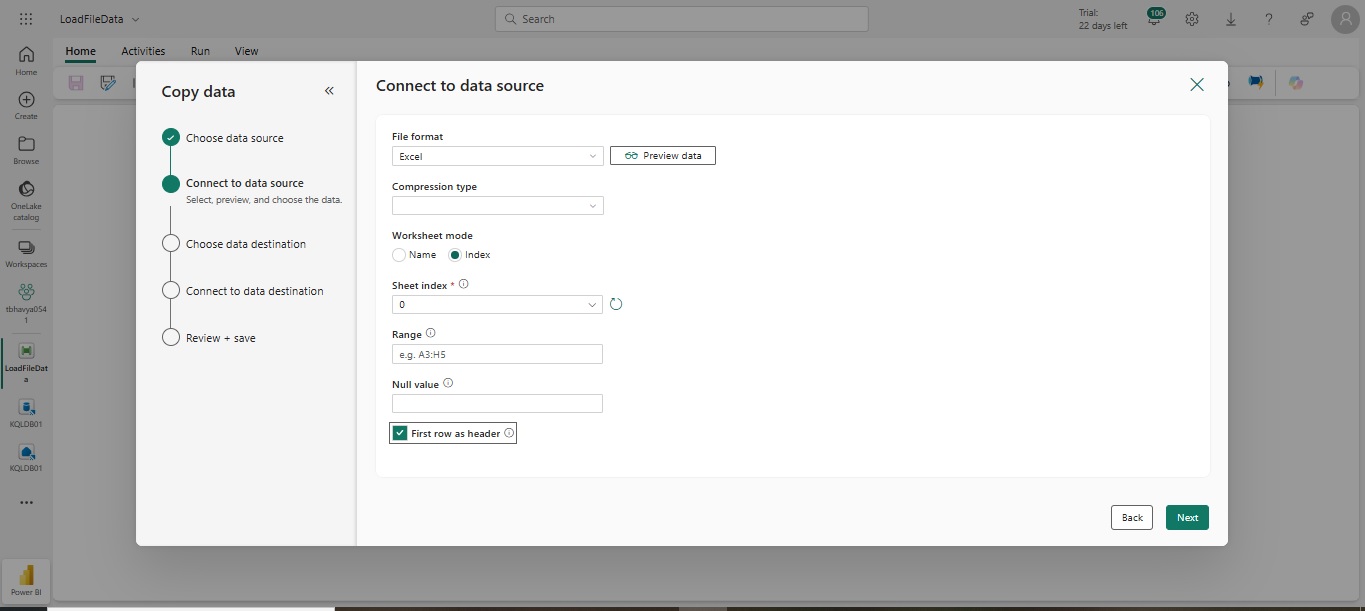 LoadFileData
Search
Trial:
22 days left
106
Home
Activities
Run
View
Home
Create
Browse
OneLake
catalog
Workspaces
tbhavya054
1
LoadFileDat
a
KQLDB01
KQLDB01
Power BI
Copy data
Choose data source
Connect to data source
Select, preview, and choose the data.
Choose data destination
Connect to data destination
Review + save
Connect to data source
File format
Excel
Preview data
Compression type
Worksheet mode
Name
Index
Sheet index *
0
Range
e.g. A3:H5
Null value
First row as header
Back
Next